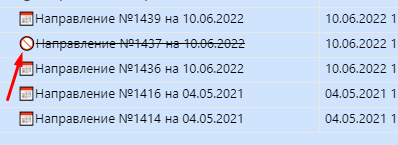 Направление №1439 на 10.06.2022 10.06.2022 1
Направление №1437 на 10.06.2022 10.06.2022 1
Направление №1436 на 10.06.2022 10.06.2022 1
Направление №1416 на 04.05.2021 04.05.2021 1
Направление №1414 на 04.05.2021 04.05.2021 1